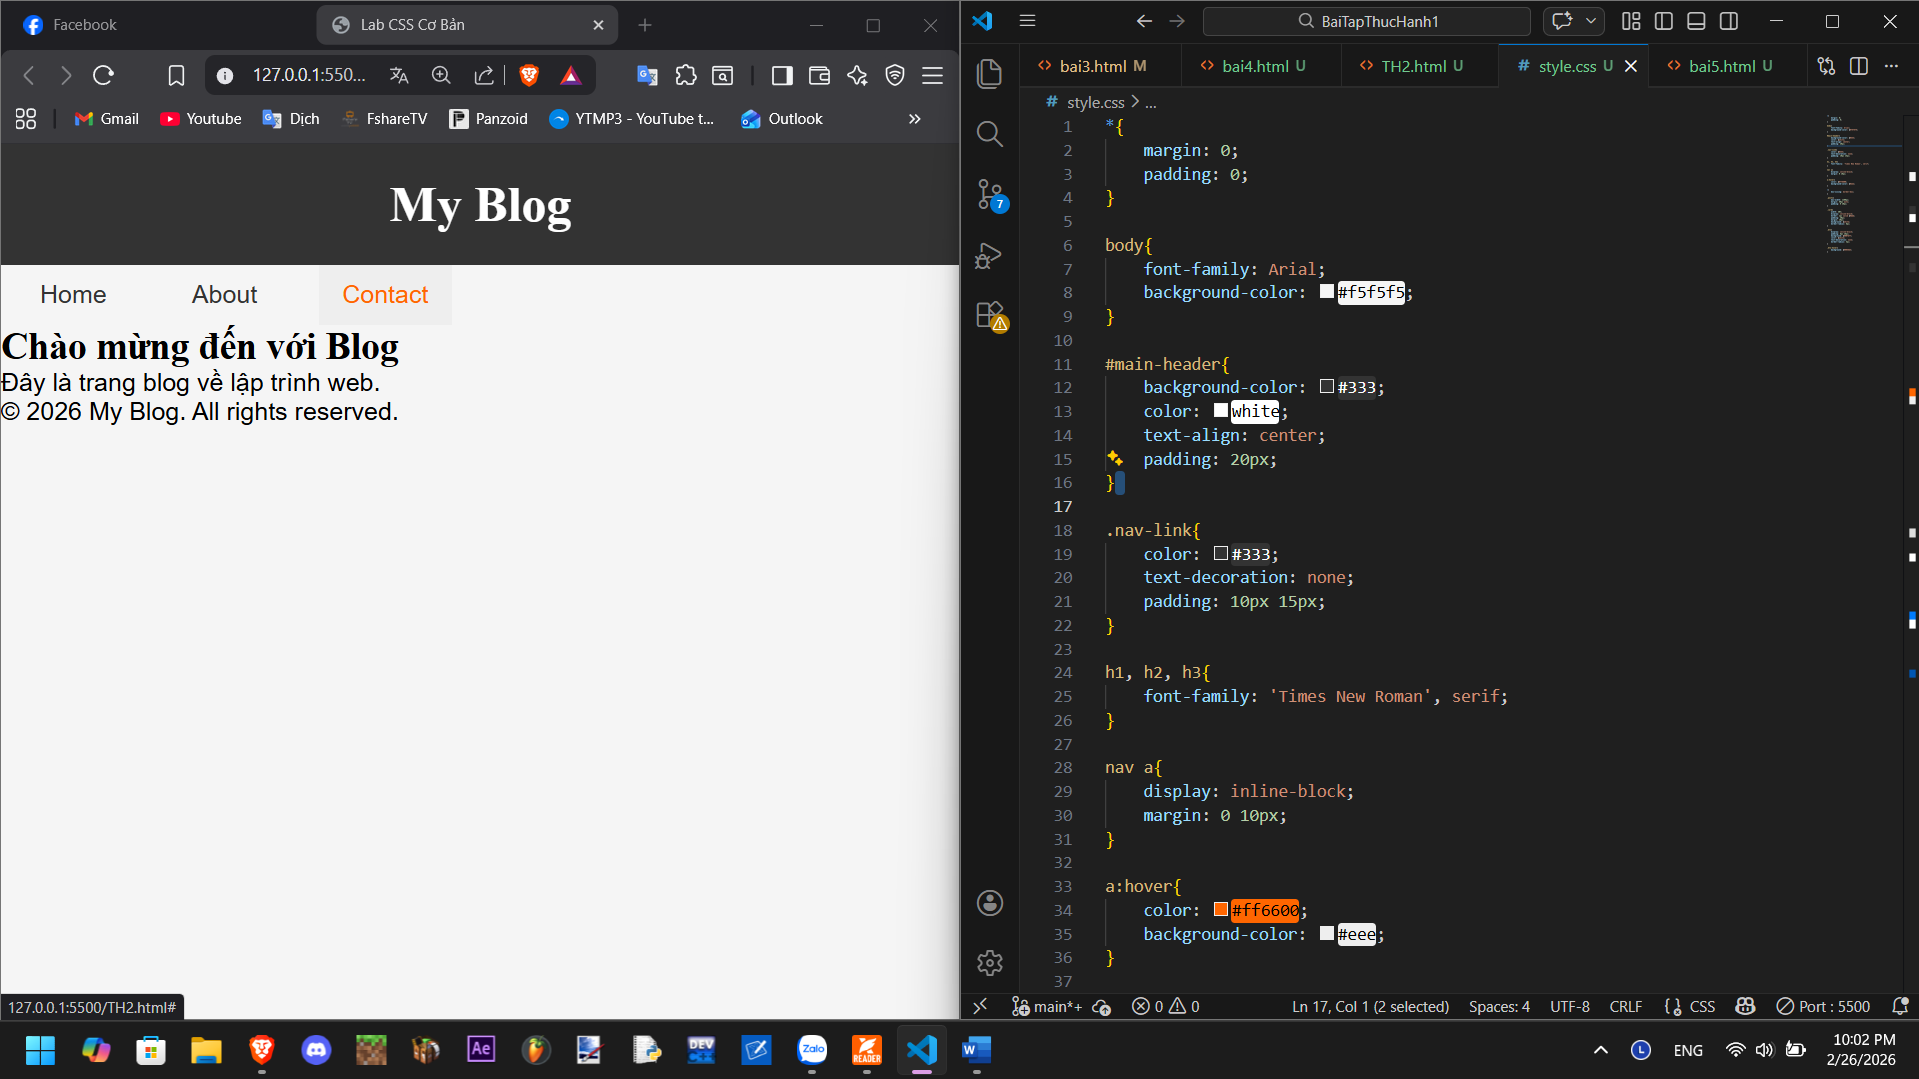 Facebook
Lab CSS Cơ Bản
127.0.0.1:550...
Gmail
Youtube
Dịch
FshareTV
Panzoid
YTMP3 - YouTube t...
Outlook
My Blog
Home
About
Contact
Chào mừng đến với Blog
Đây là trang blog về lập trình web.
© 2026 My Blog. All rights reserved.
127.0.0.1:5500/TH2.html#
BaiTapThucHanh1
bai3.html M
bai4.html U
TH2.html U
# style.css U
bai5.html U
# style.css > ...
7
1 *{
2 margin: 0;
3 padding: 0;
4 }
5
6 body{
7 font-family: Arial;
8 background-color: #f5f5f5;
9 }
10
11 #main-header{
12 background-color: #333;
13 color: white;
14 text-align: center;
15 padding: 20px;
16 }
17
18 .nav-link{
19 color: #333;
20 text-decoration: none;
21 padding: 10px 15px;
22 }
23
24 h1, h2, h3{
25 font-family: 'Times New Roman', serif;
26 }
27
28 nav a{
29 display: inline-block;
30 margin: 0 10px;
31 }
32
33 a:hover{
34 color: #ff6600;
35 background-color: #eee;
36 }
37
main*+
0 0
Ln 17, Col 1 (2 selected)
Spaces: 4
UTF-8
CRLF
{} CSS
Port : 5500
Ae
DEV
Zalo
READER
W
L
ENG
10:02 PM
2/26/2026